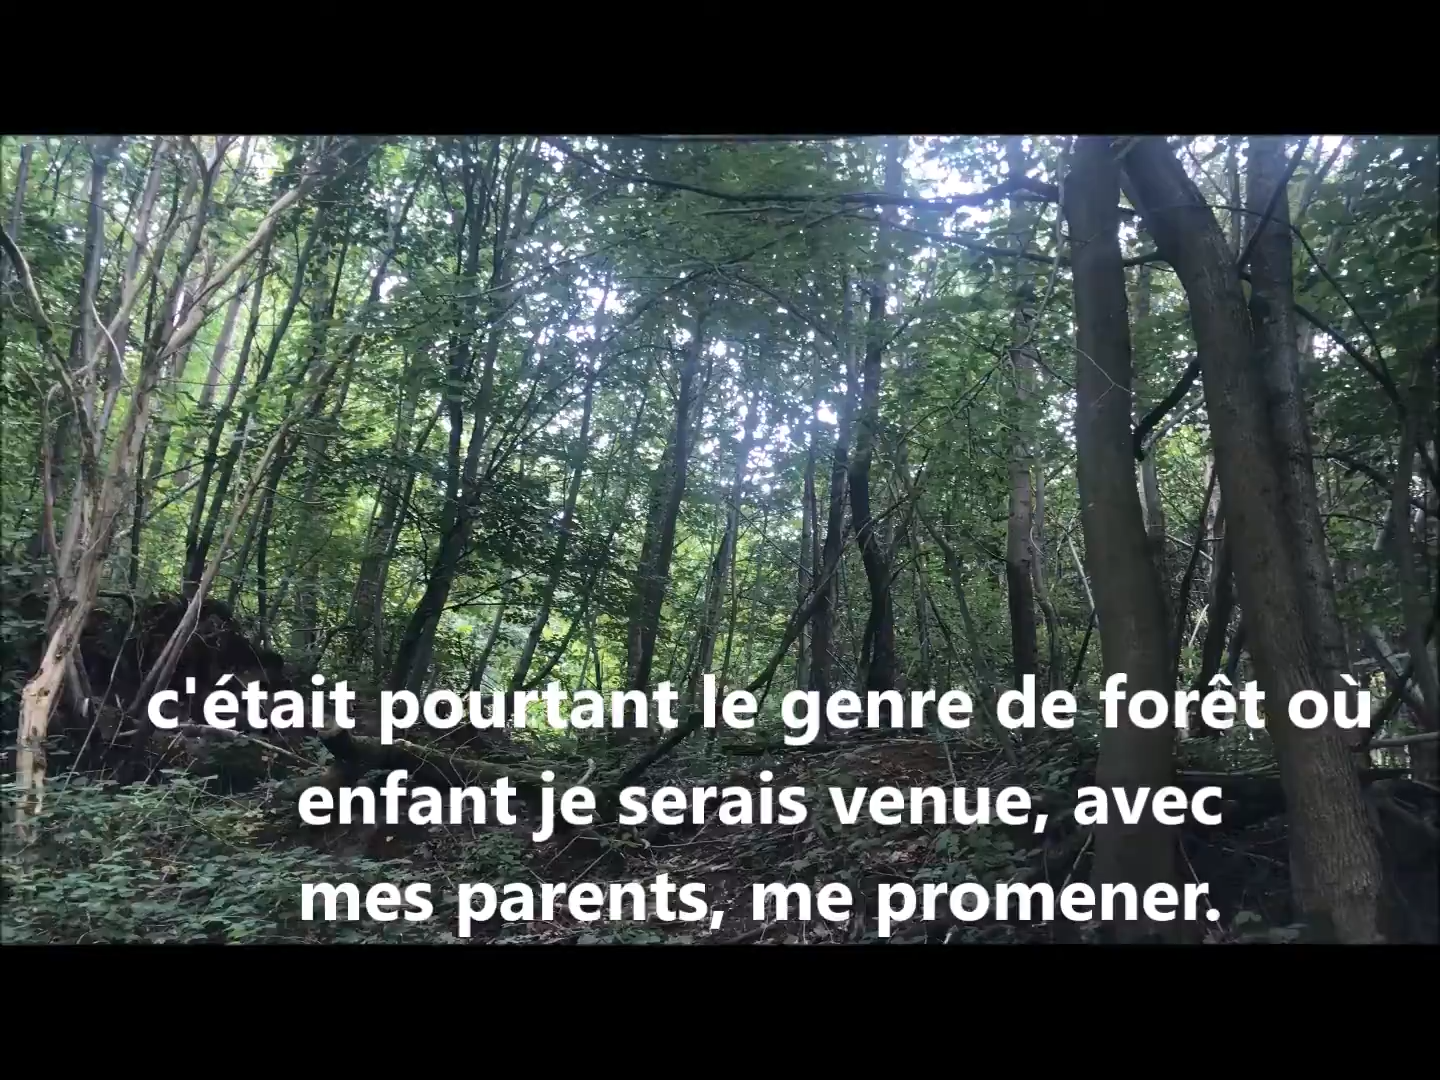 c'était pourtant le genre de forêt où
enfant je serais venue, avec
mes parents, me promener.